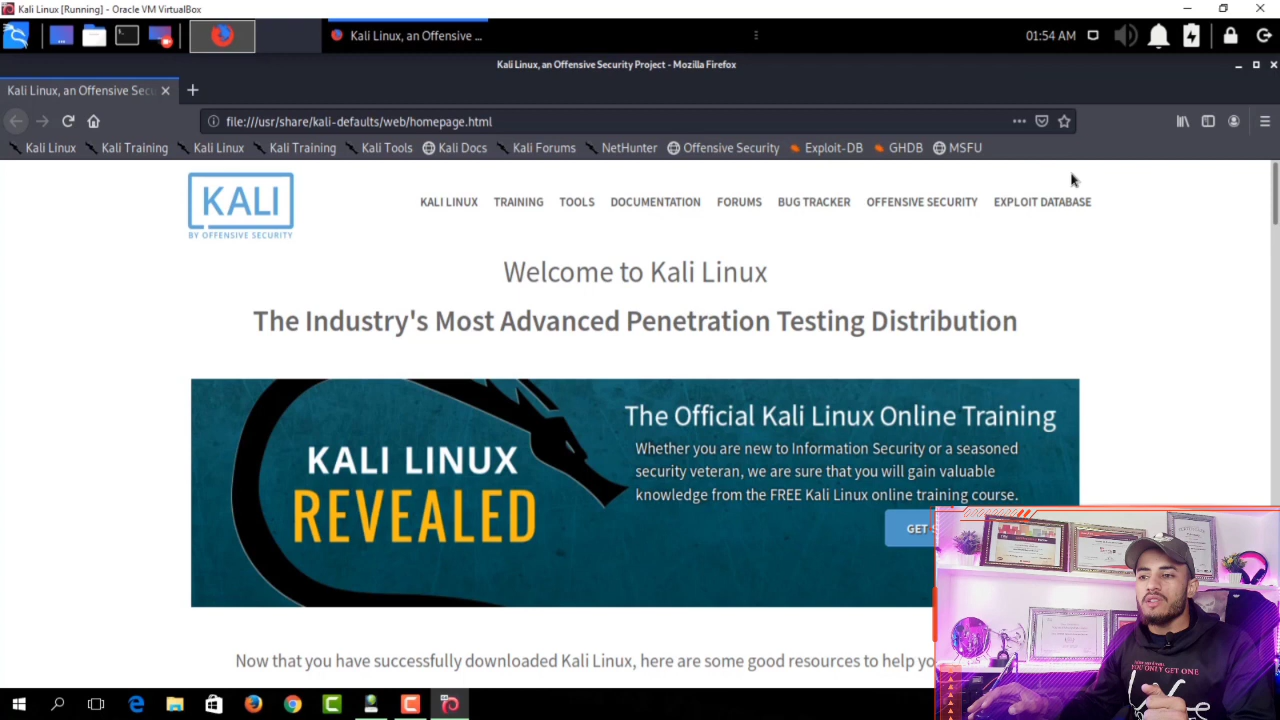 Kali Linux [Running] - Oracle VM VirtualBox
Kali Linux, an Offensive ...
01:54 AM
Kali Linux, an Offensive Security Project - Mozilla Firefox
Kali Linux, an Offensive Secu
file:///usr/share/kali-defaults/web/homepage.html
Kali Linux Kali Training Kali Linux Kali Training Kali Tools Kali Docs Kali Forums NetHunter Offensive Security Exploit-DB GHDB MSFU
KALI
BY OFFENSIVE SECURITY
KALI LINUX TRAINING TOOLS DOCUMENTATION FORUMS BUG TRACKER OFFENSIVE SECURITY EXPLOIT DATABASE
Welcome to Kali Linux
The Industry's Most Advanced Penetration Testing Distribution
KALI LINUX
REVEALED
The Official Kali Linux Online Training
Whether you are new to Information Security or a seasoned
security veteran, we are sure that you will gain valuable
knowledge from the FREE Kali Linux online training course.
GET S
Now that you have successfully downloaded Kali Linux, here are some good resources to help yo
YOU ONLY GET ONE